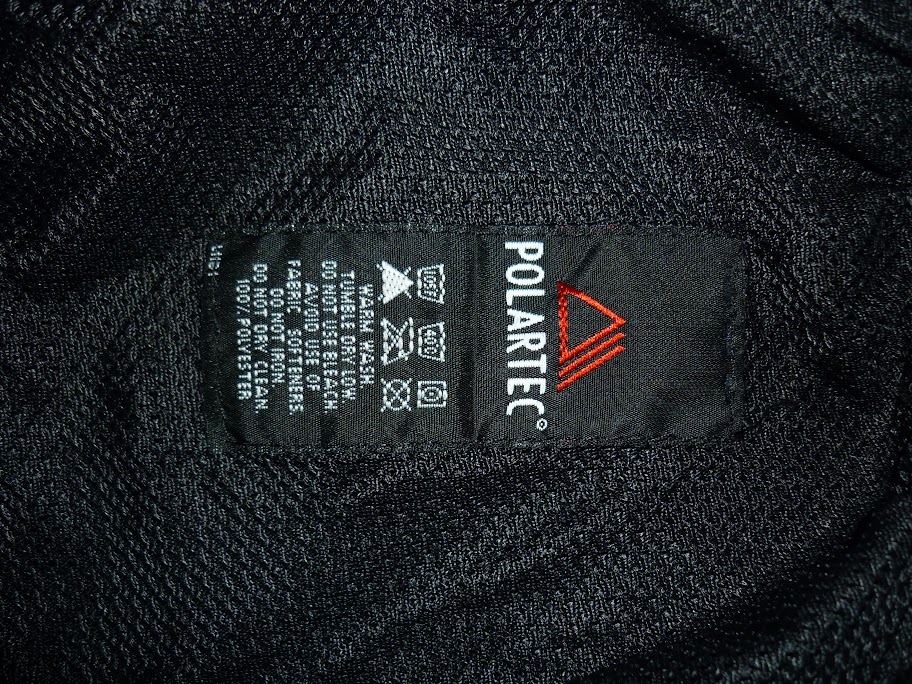 POLARTEC®
WARM WASH.
TUMBLE DRY LOW.
DO NOT USE BLEACH
AVOID USE OF
FABRIC SOFTENERS.
DO NOT IRON.
DO NOT DRY CLEAN.
100% POLYESTER